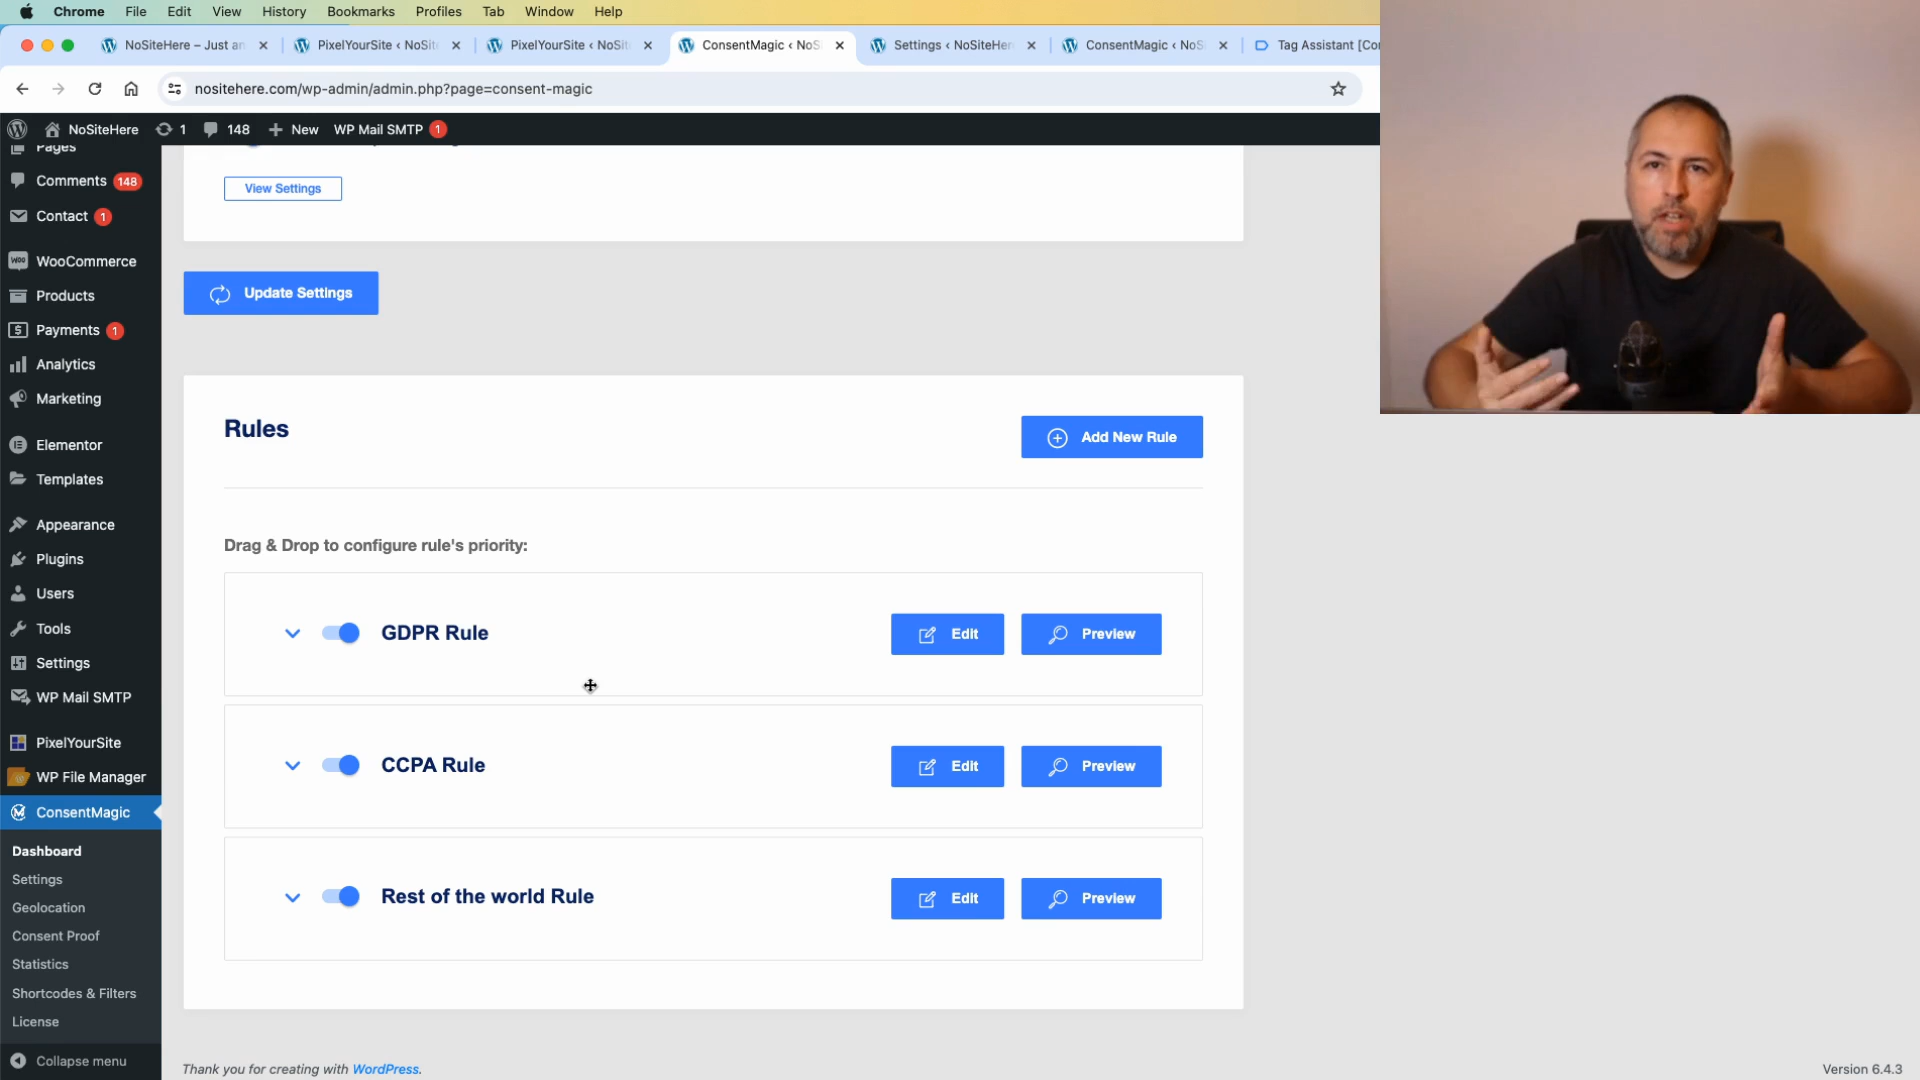 Chrome File Edit View History Bookmarks Profiles Tab Window Help
NoSiteHere – Just an
PixelYourSite ‹ NoSite
PixelYourSite ‹ NoSite
ConsentMagic ‹ NoS
Settings ‹ NoSiteHer
ConsentMagic ‹ NoS
Tag Assistant [Co
nositehere.com/wp-admin/admin.php?page=consent-magic
NoSiteHere 1 148 New WP Mail SMTP 1
Pages
Comments 148
Contact 1
WooCommerce
Products
Payments 1
Analytics
Marketing
Elementor
Templates
Appearance
Plugins
Users
Tools
Settings
WP Mail SMTP
PixelYourSite
WP File Manager
ConsentMagic
Dashboard
Settings
Geolocation
Consent Proof
Statistics
Shortcodes & Filters
License
Collapse menu
View Settings
Update Settings
Rules
Add New Rule
Drag & Drop to configure rule's priority:
GDPR Rule Edit Preview
CCPA Rule Edit Preview
Rest of the world Rule Edit Preview
Thank you for creating with WordPress.
Version 6.4.3